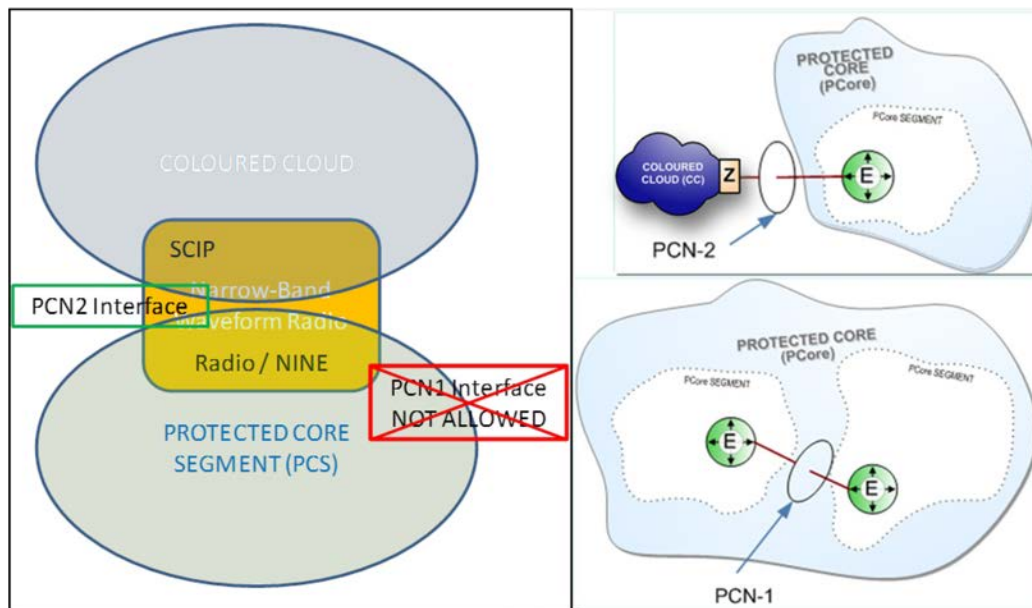 COLOURED CLOUD
SCIP
Narrow-Band
Waveform Radio
Radio / NINE
PCN2 Interface
PCN1 Interface
NOT ALLOWED
PROTECTED CORE
SEGMENT (PCS)
PROTECTED
CORE
(PCore)
PCore SEGMENT
COLOURED
CLOUD (CC)
Z
E
PCN-2
PROTECTED CORE
(PCore)
PCore SEGMENT
PCore SEGMENT
E
E
PCN-1